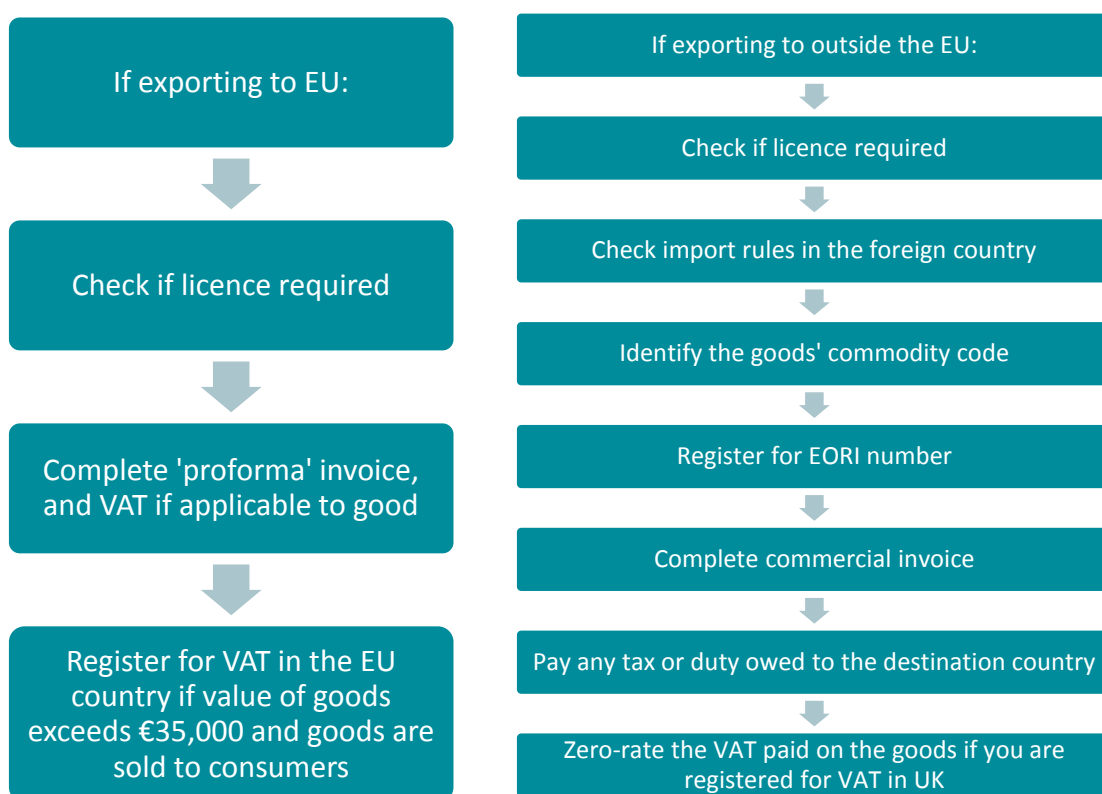 If exporting to EU:
Check if licence required
Complete 'proforma' invoice,
and VAT if applicable to good
Register for VAT in the EU
country if value of goods
exceeds €35,000 and goods are
sold to consumers
If exporting to outside the EU:
Check if licence required
Check import rules in the foreign country
Identify the goods' commodity code
Register for EORI number
Complete commercial invoice
Pay any tax or duty owed to the destination country
Zero-rate the VAT paid on the goods if you are
registered for VAT in UK